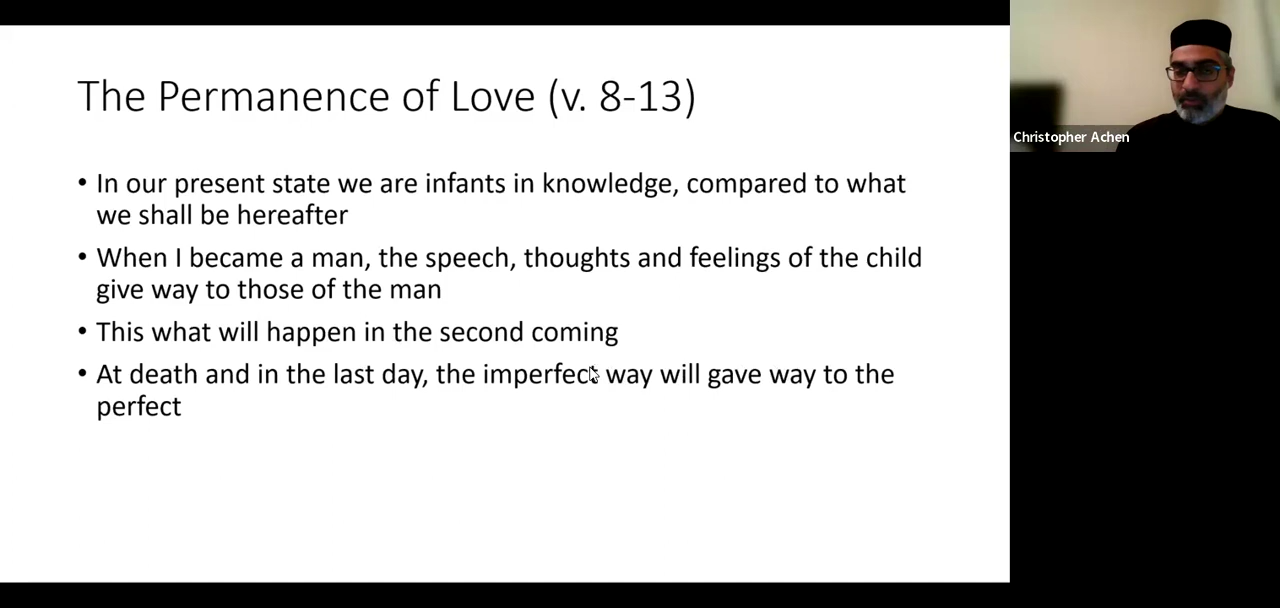 The Permanence of Love (v. 8-13)
• In our present state we are infants in knowledge, compared to what
we shall be hereafter
• When I became a man, the speech, thoughts and feelings of the child
give way to those of the man
• This what will happen in the second coming
• At death and in the last day, the imperfect way will gave way to the
perfect
Christopher Achen